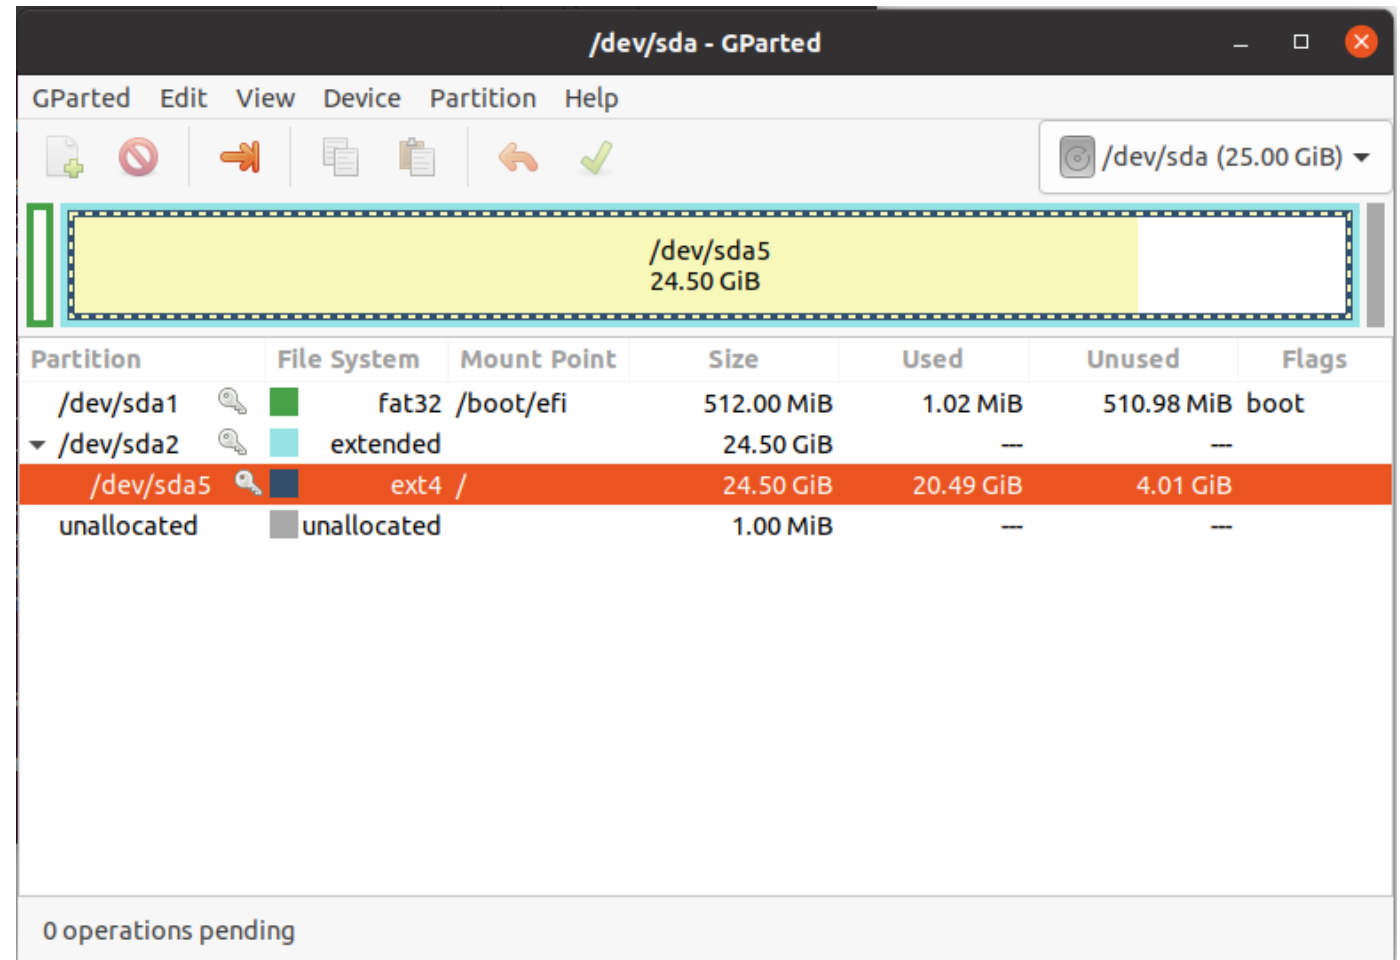 /dev/sda - GParted
GParted Edit View Device Partition Help
/dev/sda (25.00 GiB)
/dev/sda5
24.50 GiB
Partition File System Mount Point Size Used Unused Flags
/dev/sda1 fat32 /boot/efi 512.00 MiB 1.02 MiB 510.98 MiB boot
/dev/sda2 extended 24.50 GiB --- ---
/dev/sda5 ext4 / 24.50 GiB 20.49 GiB 4.01 GiB
unallocated unallocated 1.00 MiB --- ---
0 operations pending